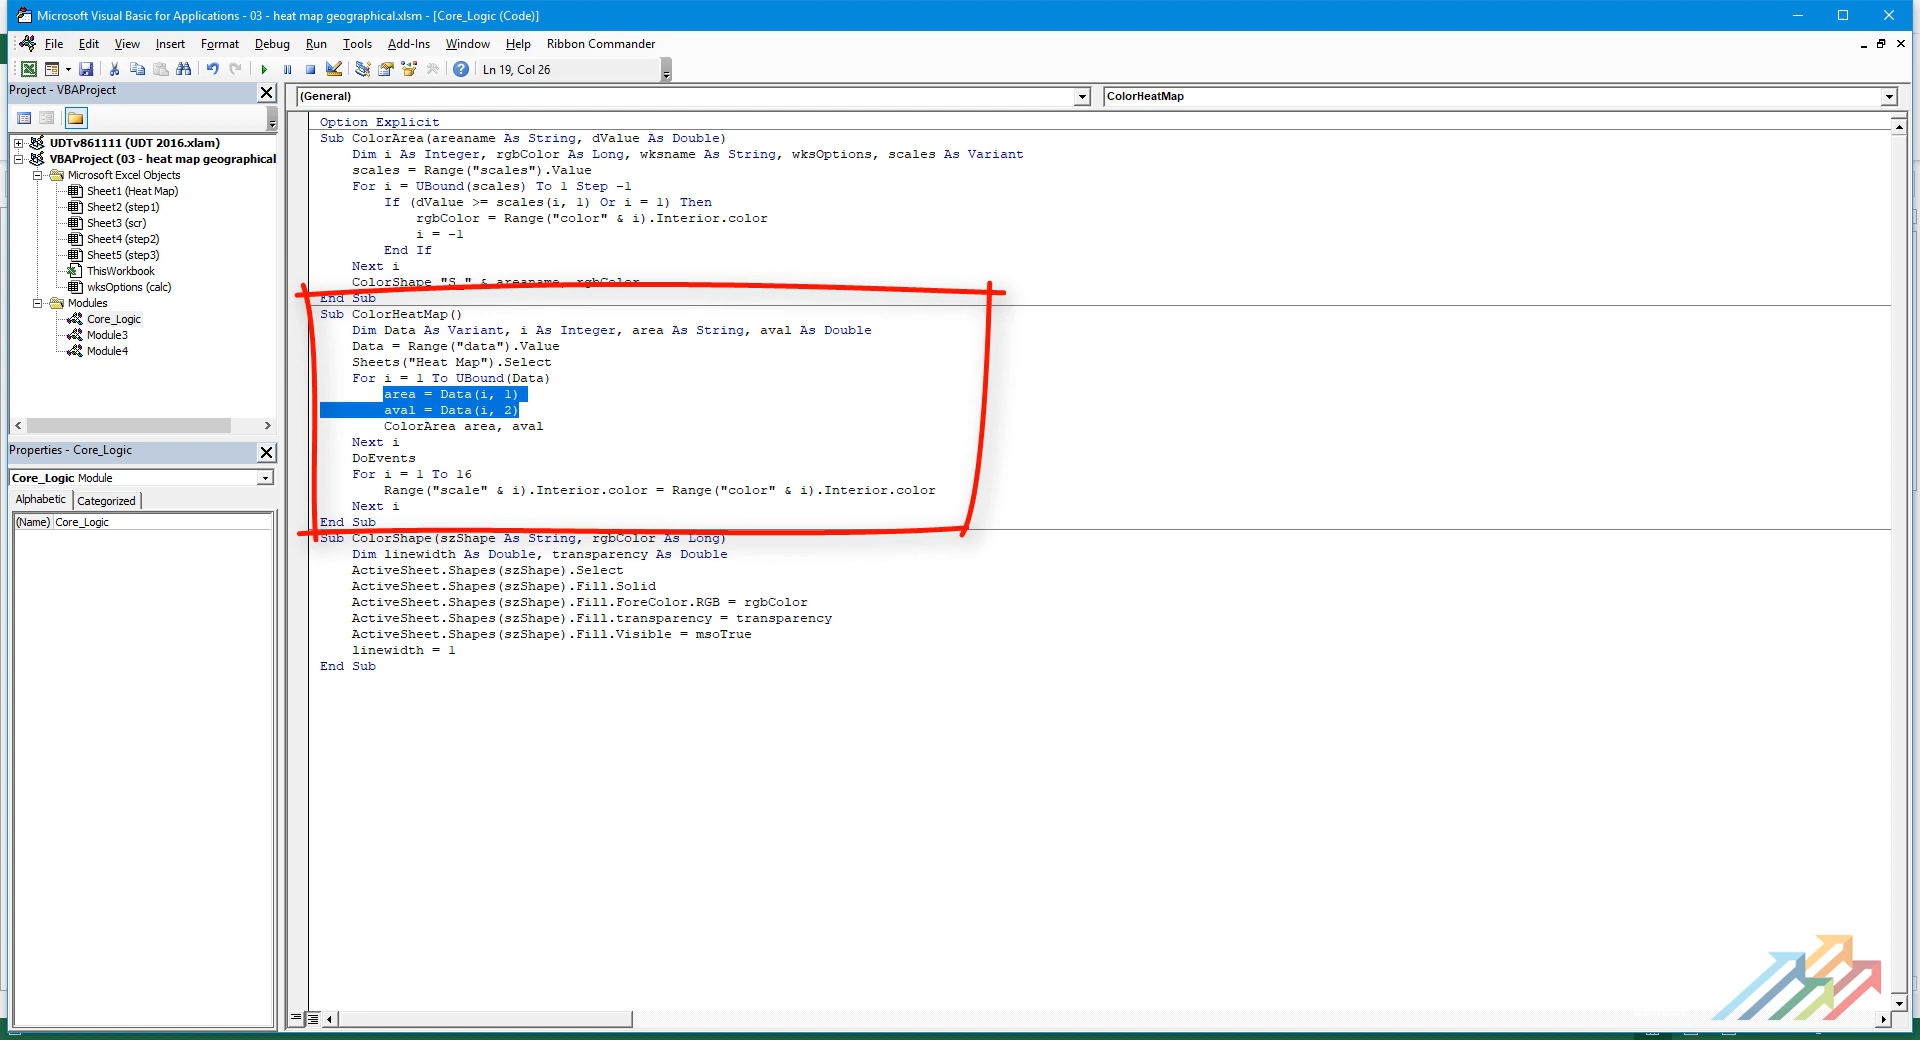 Microsoft Visual Basic for Applications - 03 - heat map geographical.xlsm - [Core_Logic (Code)]
File Edit View Insert Format Debug Run Tools Add-Ins Window Help Ribbon Commander
Ln 19, Col 26
Project - VBAProject
UDTv861111 (UDT 2016.xlam)
VBAProject (03 - heat map geographical
Microsoft Excel Objects
Sheet1 (Heat Map)
Sheet2 (step1)
Sheet3 (scr)
Sheet4 (step2)
Sheet5 (step3)
ThisWorkbook
wksOptions (calc)
Modules
Core_Logic
Module3
Module4
Properties - Core_Logic
Core_Logic Module
Alphabetic Categorized
(Name) Core_Logic
(General) ColorHeatMap
Option Explicit
Sub ColorArea(areaname As String, dValue As Double)
Dim i As Integer, rgbColor As Long, wksname As String, wksOptions, scales As Variant
scales = Range("scales").Value
For i = UBound(scales) To 1 Step -1
If (dValue >= scales(i, 1) Or i = 1) Then
rgbColor = Range("color" & i).Interior.color
i = -1
End If
Next i
ColorShape "S_" & areaname, rgbColor
End Sub
Sub ColorHeatMap()
Dim Data As Variant, i As Integer, area As String, aval As Double
Data = Range("data").Value
Sheets("Heat Map").Select
For i = 1 To UBound(Data)
area = Data(i, 1)
aval = Data(i, 2)
ColorArea area, aval
Next i
DoEvents
For i = 1 To 16
Range("scale" & i).Interior.color = Range("color" & i).Interior.color
Next i
End Sub
Sub ColorShape(szShape As String, rgbColor As Long)
Dim linewidth As Double, transparency As Double
ActiveSheet.Shapes(szShape).Select
ActiveSheet.Shapes(szShape).Fill.Solid
ActiveSheet.Shapes(szShape).Fill.ForeColor.RGB = rgbColor
ActiveSheet.Shapes(szShape).Fill.transparency = transparency
ActiveSheet.Shapes(szShape).Fill.Visible = msoTrue
linewidth = 1
End Sub